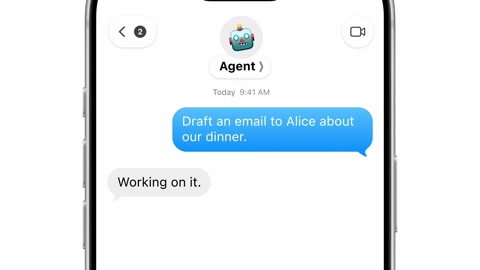 2
Agent >
Today 9:41 AM
Draft an email to Alice about
our dinner.
Working on it.